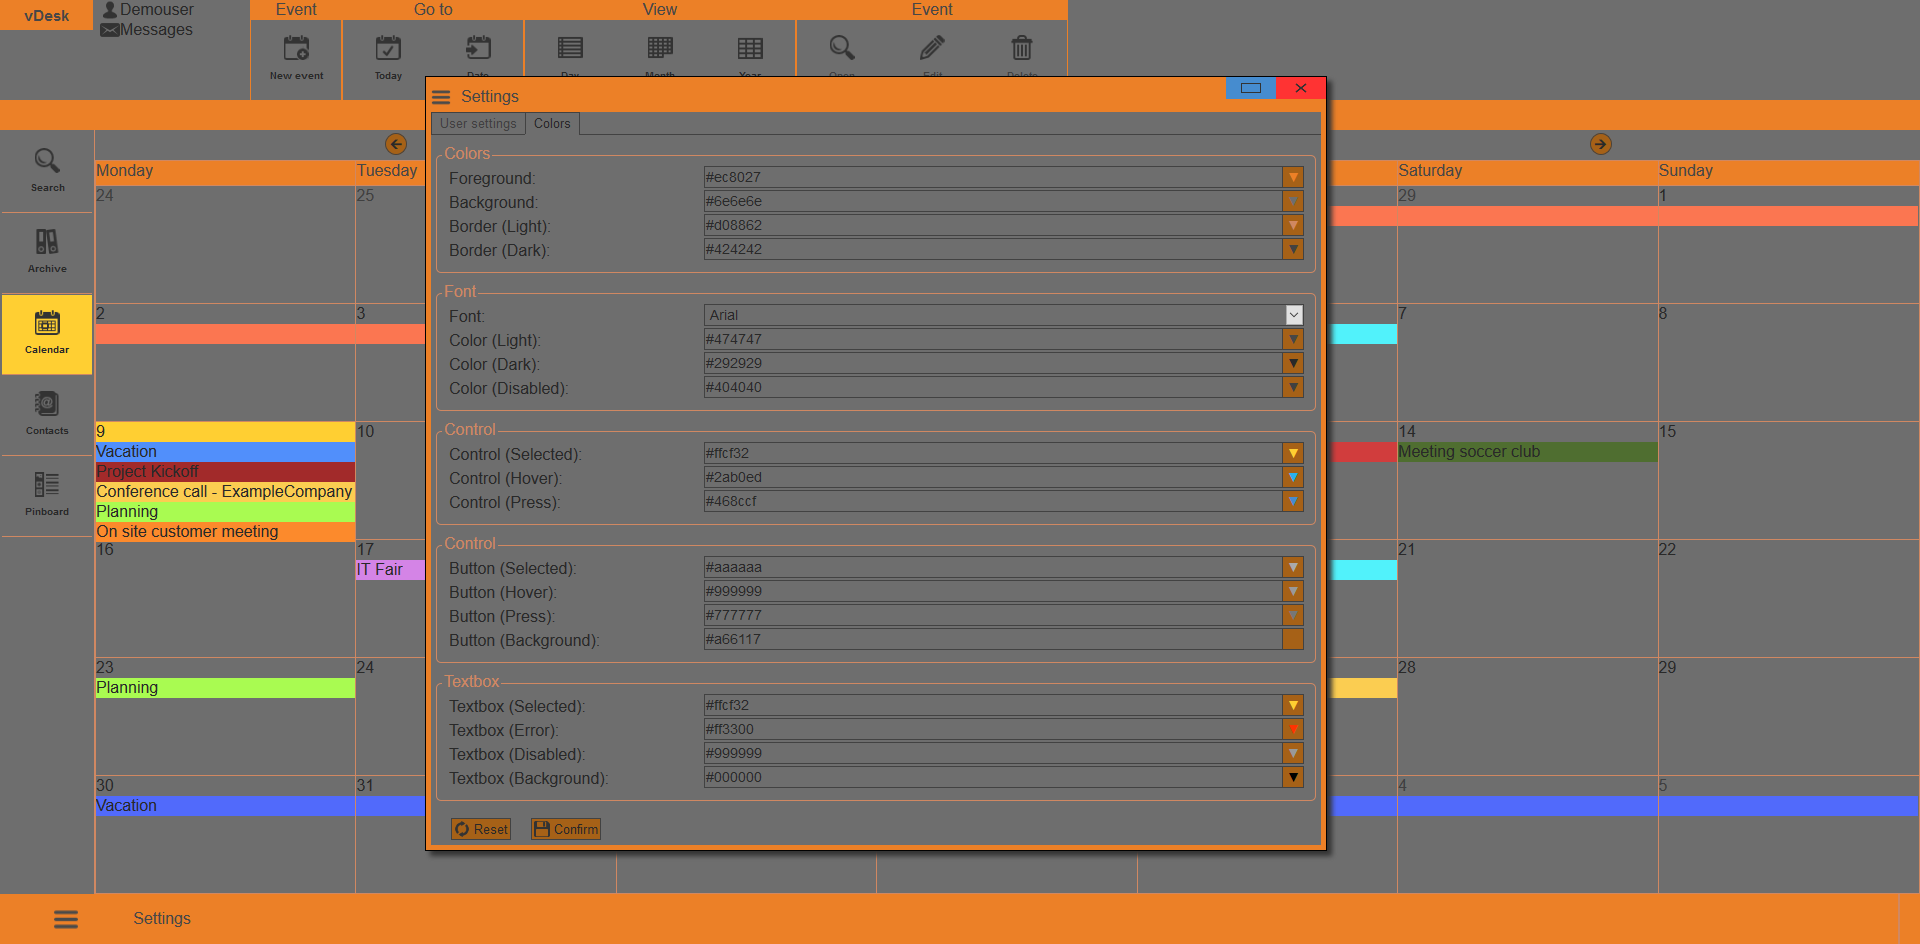 vDesk
Demouser
Messages
Event
Go to
View
Event
New event
Today
Date
Day
Month
Year
Open
Edit
Delete
Settings
User settings
Colors
Search
Archive
Calendar
Contacts
Pinboard
Monday
Tuesday
Saturday
Sunday
24
25
29
1
2
3
7
8
9
10
14
15
Vacation
Meeting soccer club
Project Kickoff
Conference call - ExampleCompany
Planning
On site customer meeting
16
17
21
22
IT Fair
23
24
28
29
Planning
30
31
4
5
Vacation
Colors
Foreground: #ec8027
Background: #6e6e6e
Border (Light): #d08862
Border (Dark): #424242
Font
Font: Arial
Color (Light): #474747
Color (Dark): #292929
Color (Disabled): #404040
Control
Control (Selected): #ffcf32
Control (Hover): #2ab0ed
Control (Press): #468ccf
Control
Button (Selected): #aaaaaa
Button (Hover): #999999
Button (Press): #777777
Button (Background): #a66117
Textbox
Textbox (Selected): #ffcf32
Textbox (Error): #ff3300
Textbox (Disabled): #999999
Textbox (Background): #000000
Reset
Confirm
Settings